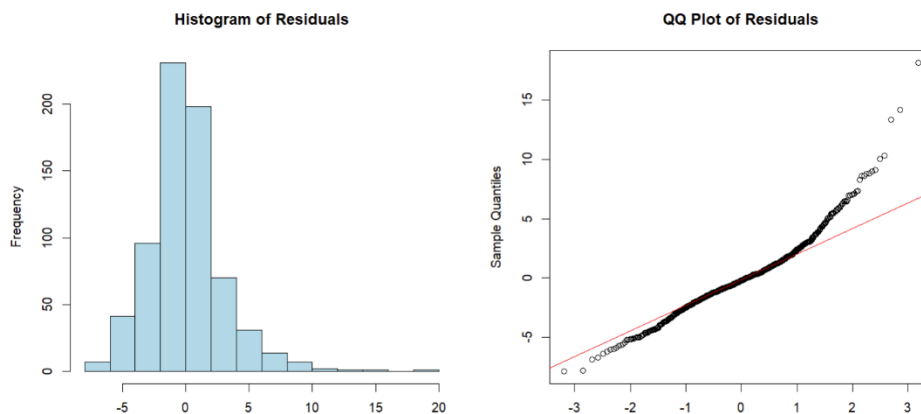 Histogram of Residuals
Frequency
200
150
100
50
0
-5 0 5 10 15 20
QQ Plot of Residuals
Sample Quantiles
15
10
5
0
-5
-3 -2 -1 0 1 2 3